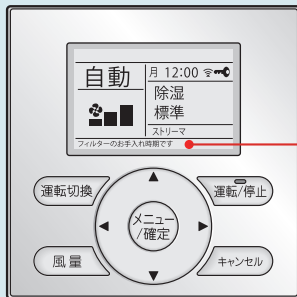 自動
月 12:00
除湿
標準
ストリーマ
フィルターのお手入れ時期です
運転切換
運転/停止
メニュー
/確定
風量
キャンセル